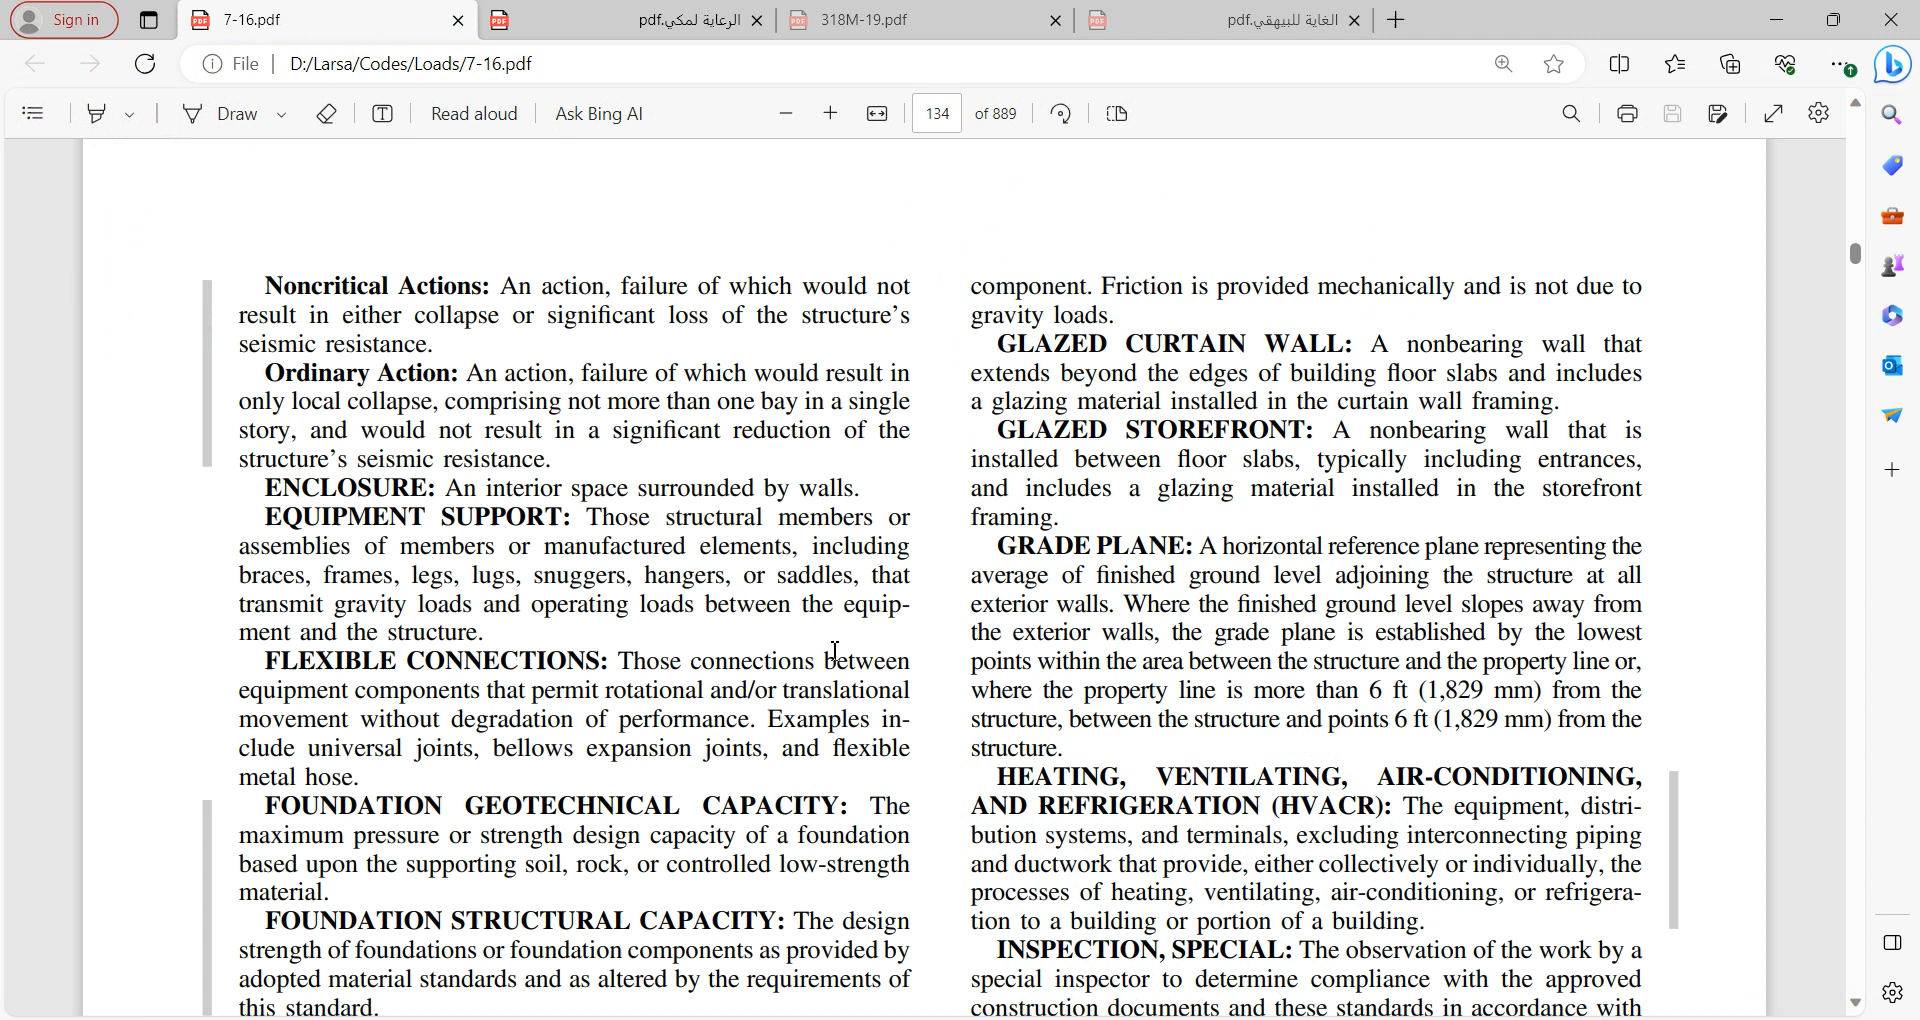 Sign in
7-16.pdf
الرعاية لمكي.pdf
318M-19.pdf
الغاية للبيهقي.pdf
File
D:/Larsa/Codes/Loads/7-16.pdf
Draw
Read aloud
Ask Bing AI
134
of 889
Noncritical Actions: An action, failure of which would not
result in either collapse or significant loss of the structure’s
seismic resistance.
Ordinary Action: An action, failure of which would result in
only local collapse, comprising not more than one bay in a single
story, and would not result in a significant reduction of the
structure’s seismic resistance.
ENCLOSURE: An interior space surrounded by walls.
EQUIPMENT SUPPORT: Those structural members or
assemblies of members or manufactured elements, including
braces, frames, legs, lugs, snuggers, hangers, or saddles, that
transmit gravity loads and operating loads between the equip-
ment and the structure.
FLEXIBLE CONNECTIONS: Those connections between
equipment components that permit rotational and/or translational
movement without degradation of performance. Examples in-
clude universal joints, bellows expansion joints, and flexible
metal hose.
FOUNDATION GEOTECHNICAL CAPACITY: The
maximum pressure or strength design capacity of a foundation
based upon the supporting soil, rock, or controlled low-strength
material.
FOUNDATION STRUCTURAL CAPACITY: The design
strength of foundations or foundation components as provided by
adopted material standards and as altered by the requirements of
this standard.
component. Friction is provided mechanically and is not due to
gravity loads.
GLAZED CURTAIN WALL: A nonbearing wall that
extends beyond the edges of building floor slabs and includes
a glazing material installed in the curtain wall framing.
GLAZED STOREFRONT: A nonbearing wall that is
installed between floor slabs, typically including entrances,
and includes a glazing material installed in the storefront
framing.
GRADE PLANE: A horizontal reference plane representing the
average of finished ground level adjoining the structure at all
exterior walls. Where the finished ground level slopes away from
the exterior walls, the grade plane is established by the lowest
points within the area between the structure and the property line or,
where the property line is more than 6 ft (1,829 mm) from the
structure, between the structure and points 6 ft (1,829 mm) from the
structure.
HEATING, VENTILATING, AIR-CONDITIONING,
AND REFRIGERATION (HVACR): The equipment, distri-
bution systems, and terminals, excluding interconnecting piping
and ductwork that provide, either collectively or individually, the
processes of heating, ventilating, air-conditioning, or refrigera-
tion to a building or portion of a building.
INSPECTION, SPECIAL: The observation of the work by a
special inspector to determine compliance with the approved
construction documents and these standards in accordance with